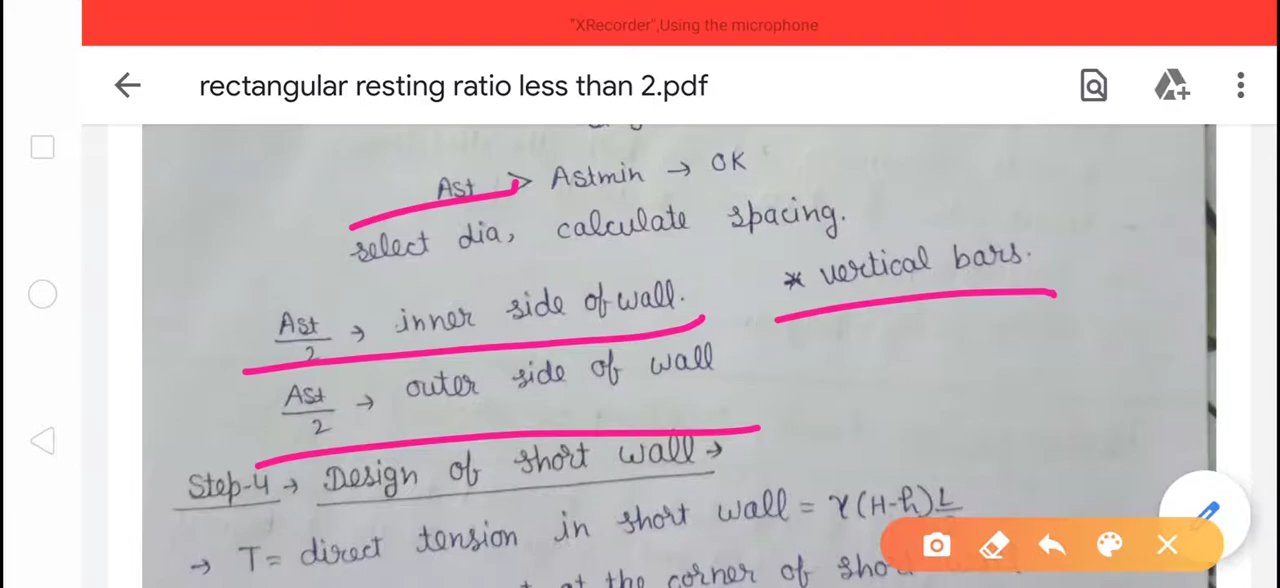 "XRecorder",Using the microphone
rectangular resting ratio less than 2.pdf
Ast > Astmin → OK
select dia, calculate spacing.
* vertical bars.
Ast/2 → inner side of wall.
Ast/2 → outer side of wall
Step-4 → Design of short wall →
→ T = direct tension in short wall = γ(H-h)L
at the corner of sho